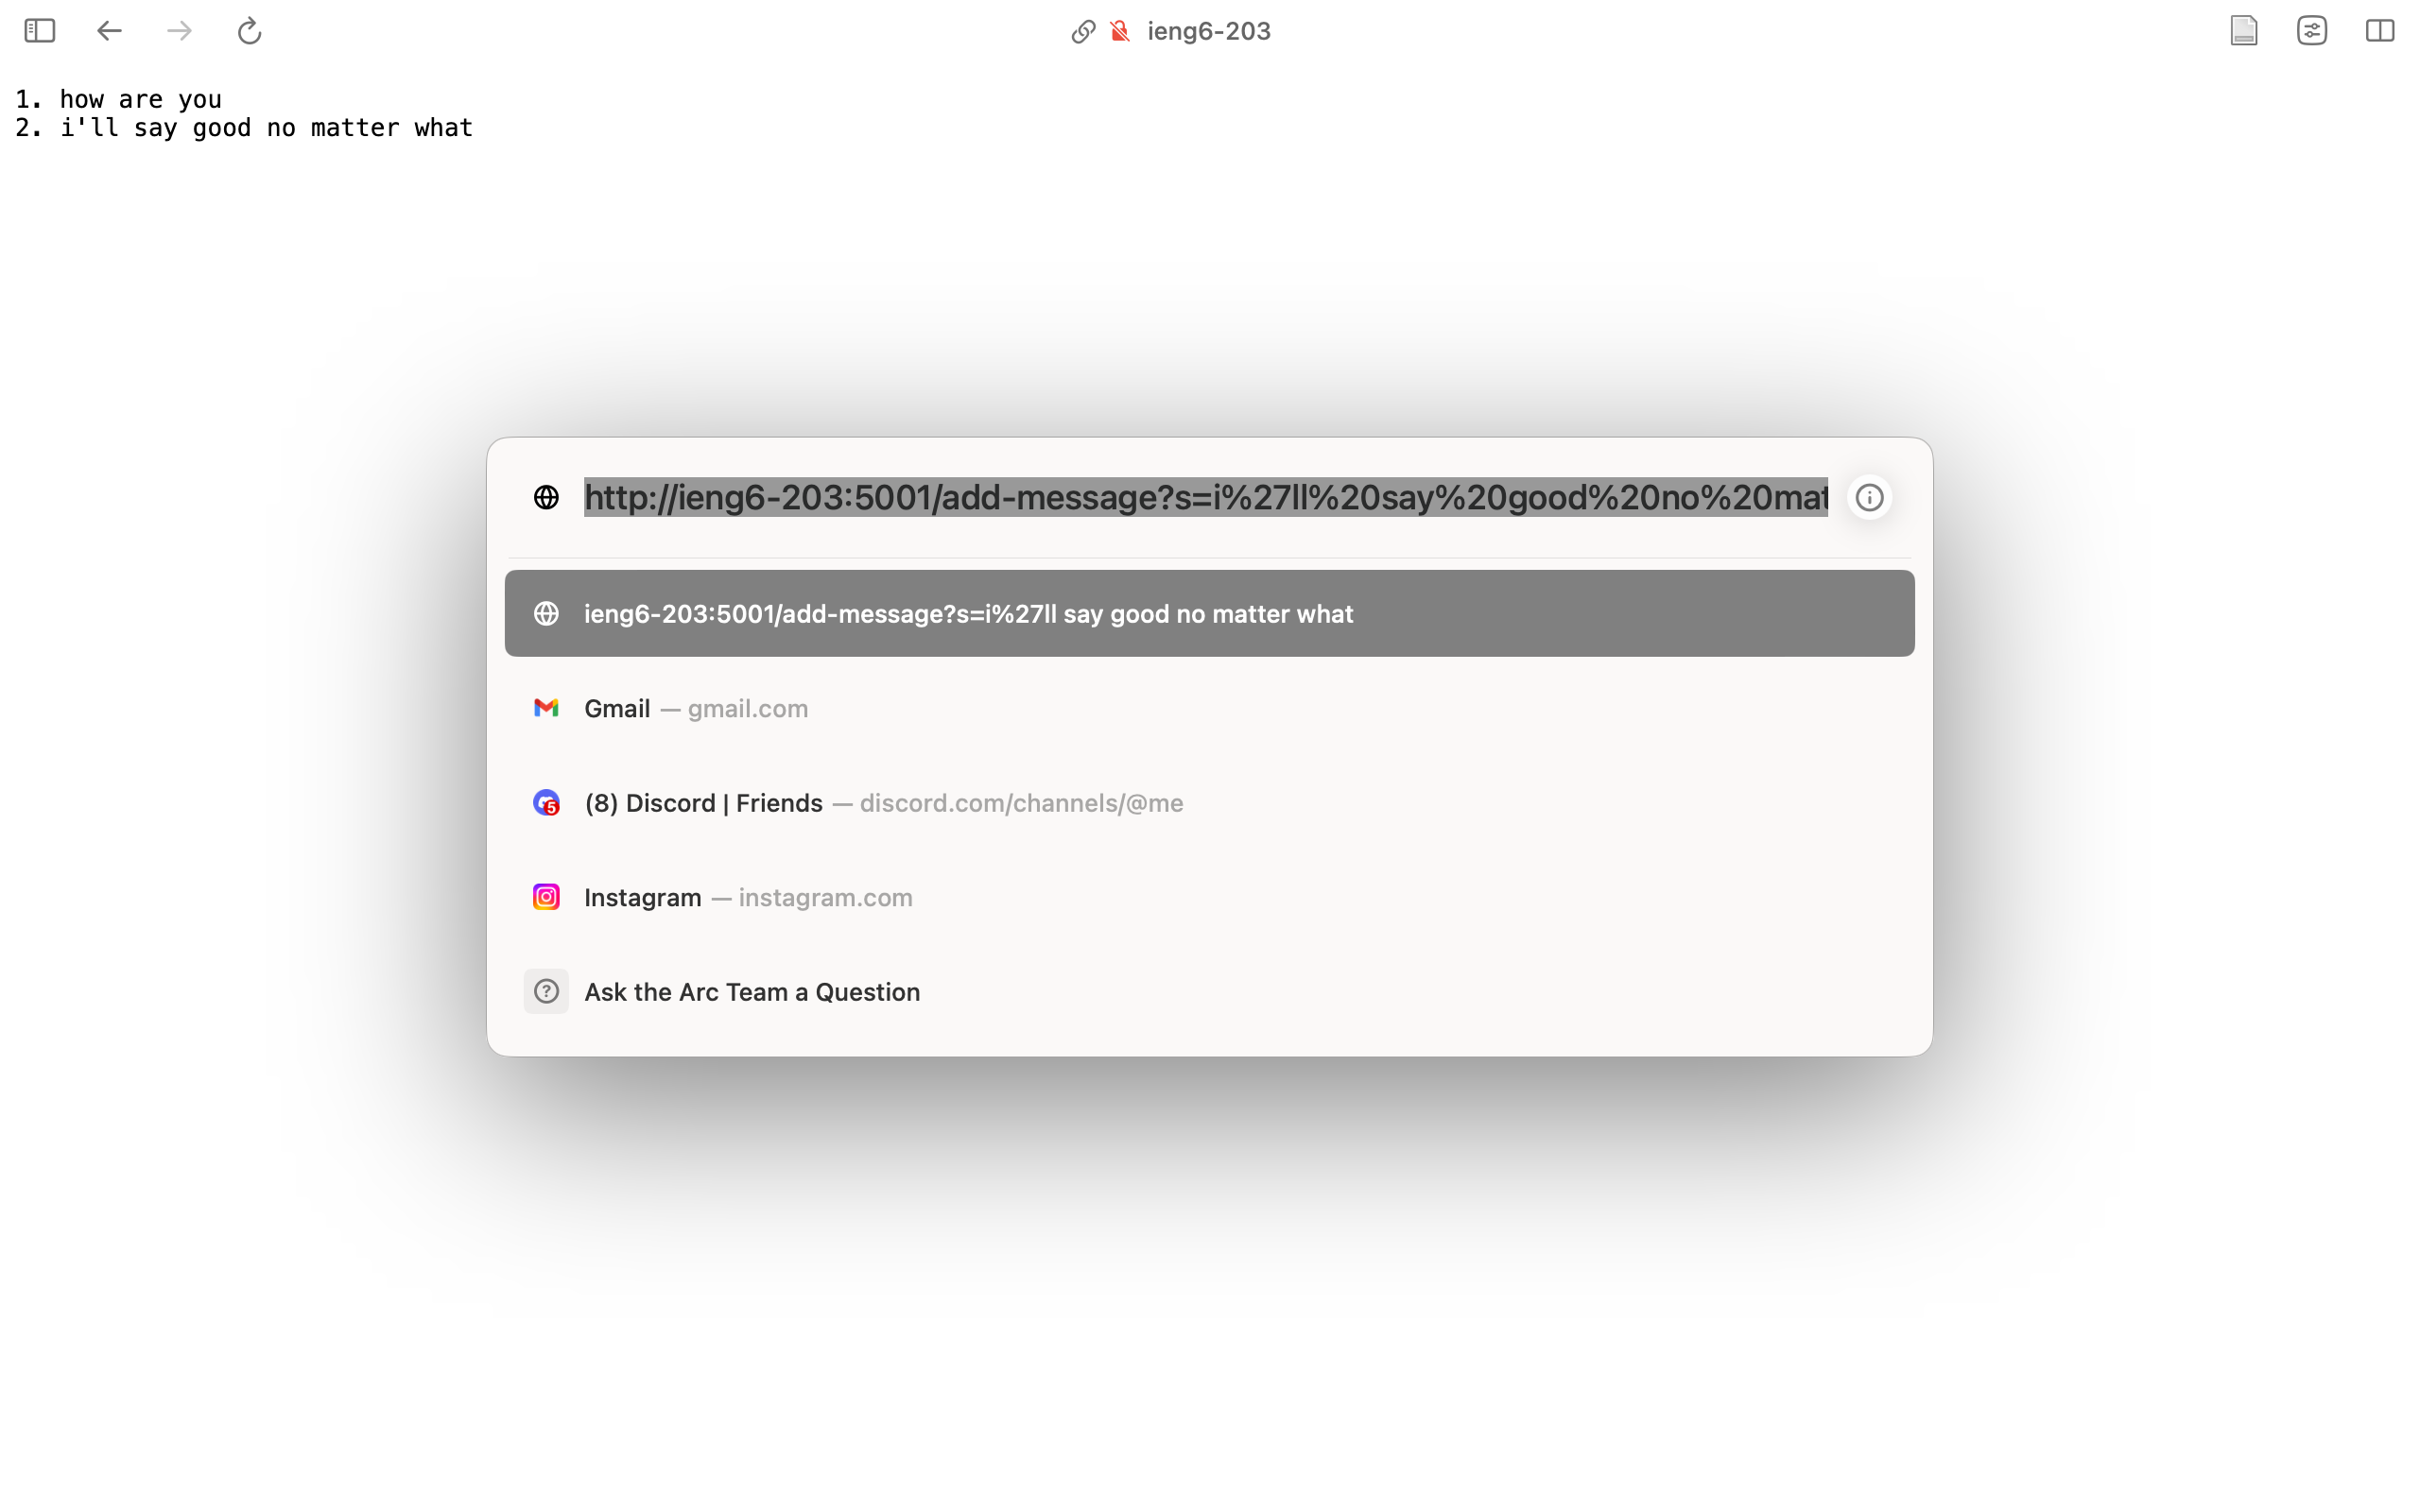 ieng6-203
1. how are you
2. i'll say good no matter what
http://ieng6-203:5001/add-message?s=i%27ll%20say%20good%20no%20mat
ieng6-203:5001/add-message?s=i%27ll say good no matter what
Gmail — gmail.com
5
(8) Discord | Friends — discord.com/channels/@me
Instagram — instagram.com
Ask the Arc Team a Question